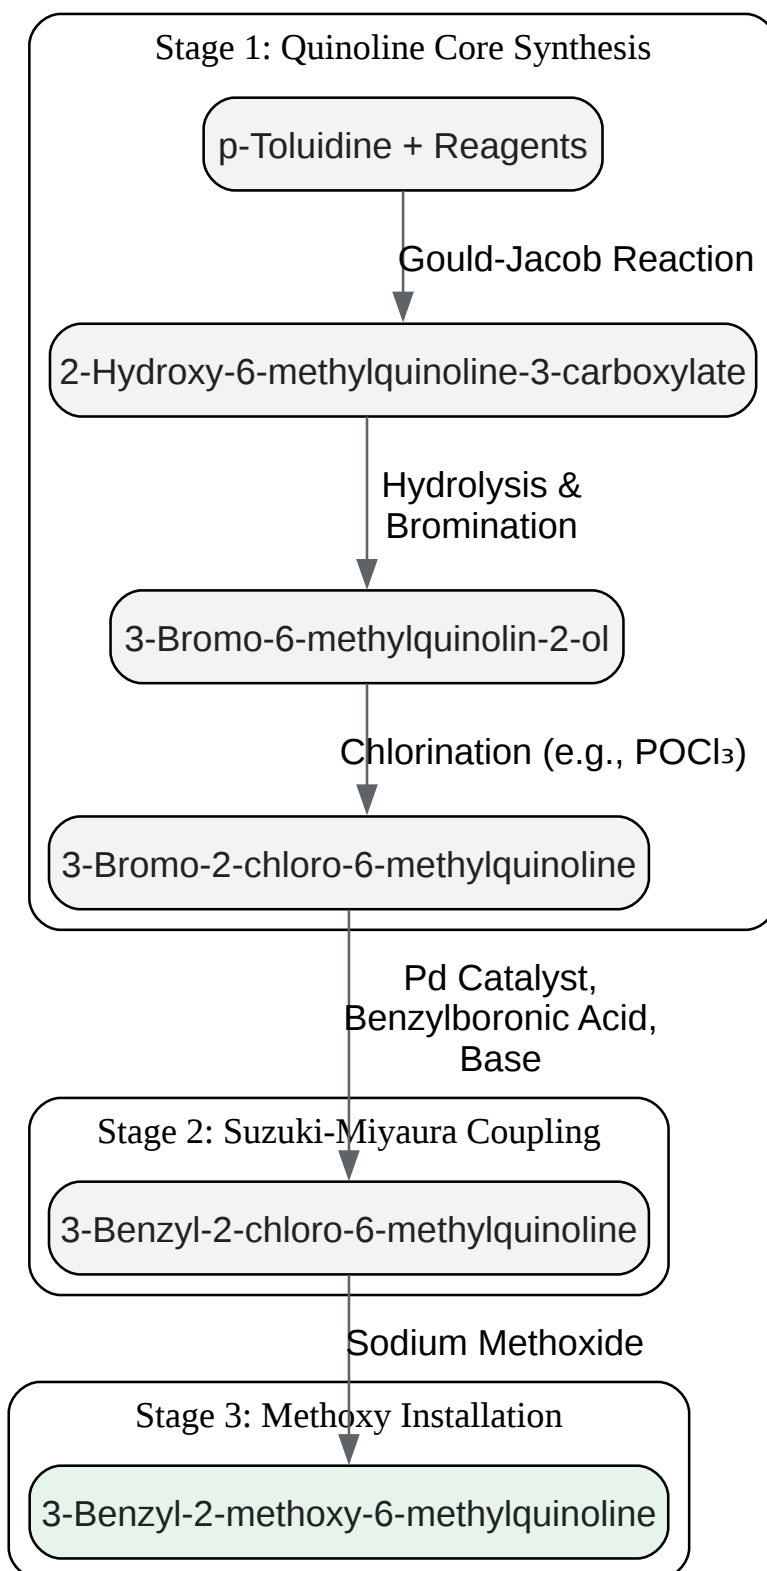 Stage 1: Quinoline Core Synthesis
p-Toluidine + Reagents
Gould-Jacob Reaction
2-Hydroxy-6-methylquinoline-3-carboxylate
Hydrolysis &
Bromination
3-Bromo-6-methylquinolin-2-ol
Chlorination (e.g., POCl₃)
3-Bromo-2-chloro-6-methylquinoline
Pd Catalyst,
Benzylboronic Acid,
Base
Stage 2: Suzuki-Miyaura Coupling
3-Benzyl-2-chloro-6-methylquinoline
Sodium Methoxide
Stage 3: Methoxy Installation
3-Benzyl-2-methoxy-6-methylquinoline